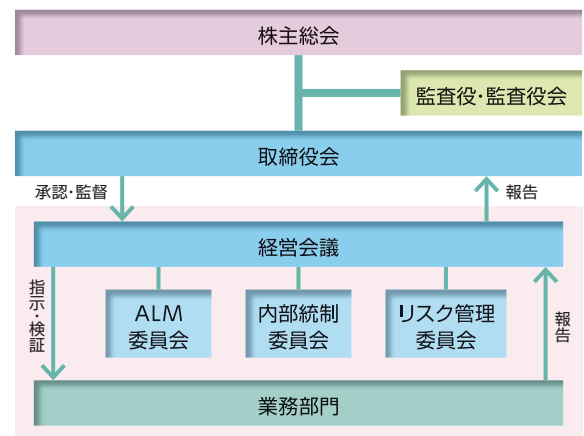 株主総会
監査役・監査役会
取締役会
承認・監督
報告
経営会議
指示・検証
ALM
委員会
内部統制
委員会
リスク管理
委員会
報告
業務部門